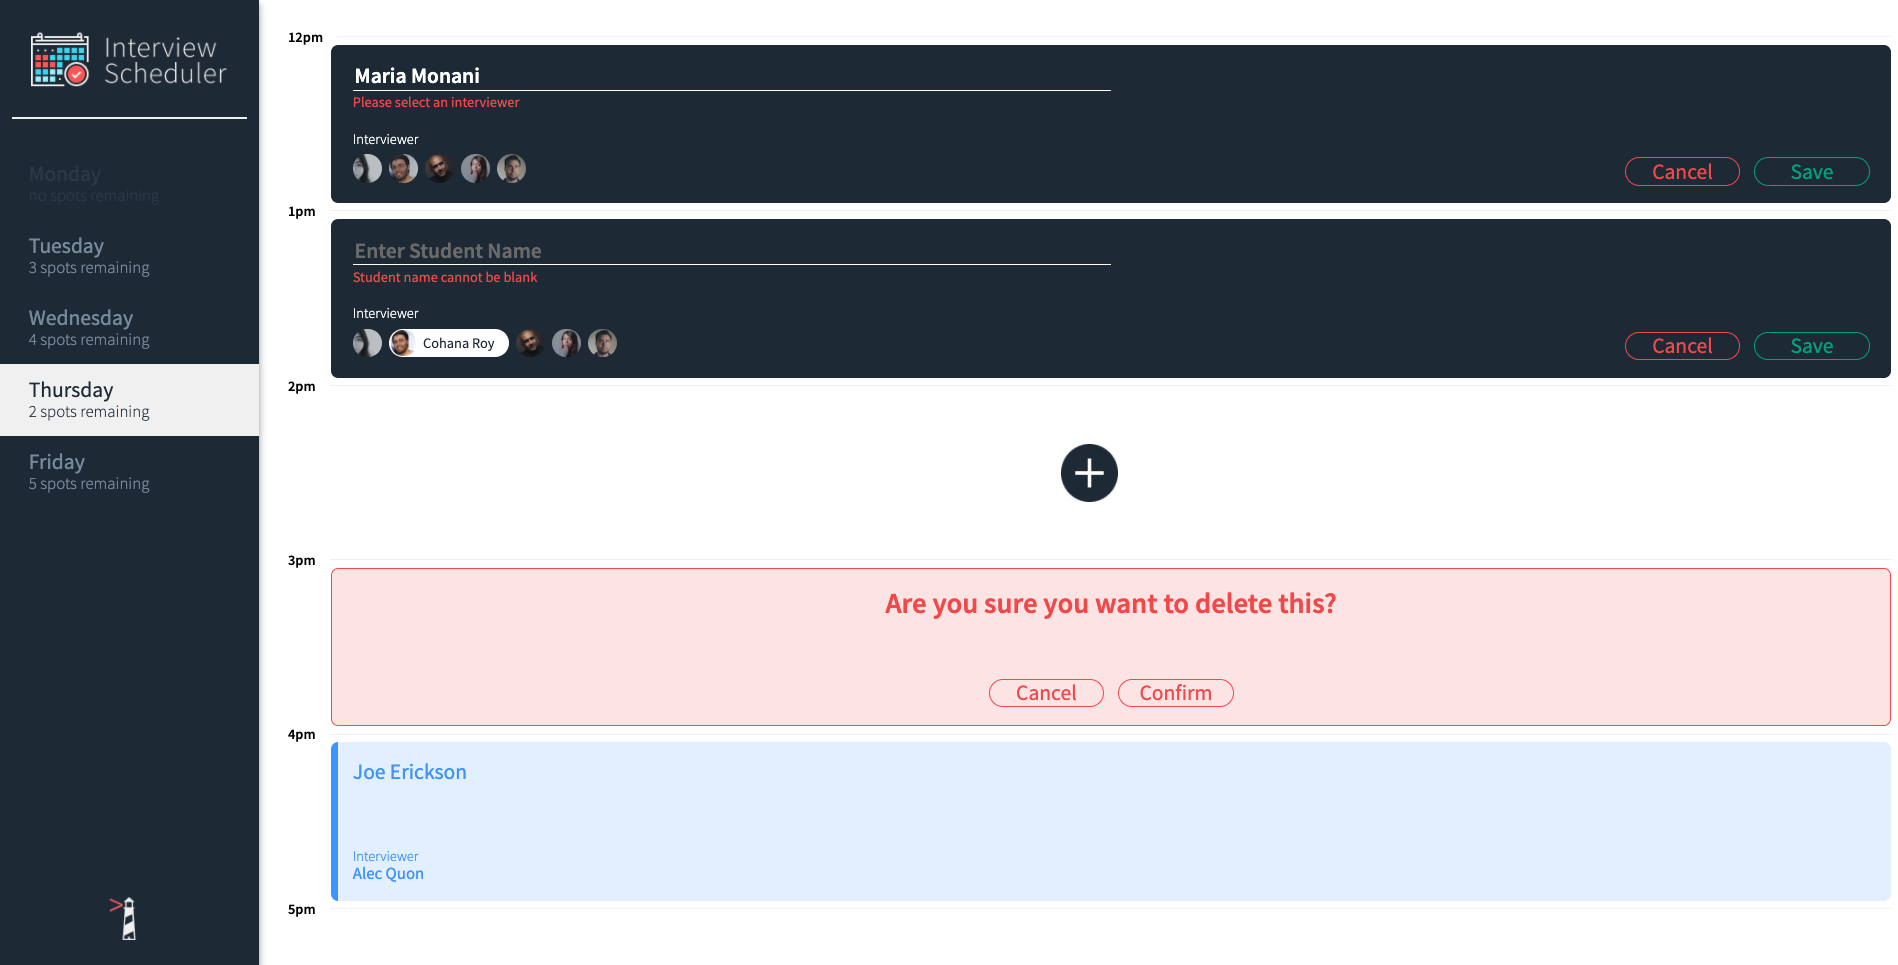 Interview
Scheduler
Monday
no spots remaining
Tuesday
3 spots remaining
Wednesday
4 spots remaining
Thursday
2 spots remaining
Friday
5 spots remaining
12pm
Maria Monani
Please select an interviewer
Interviewer
Cancel Save
1pm
Enter Student Name
Student name cannot be blank
Interviewer
Cohana Roy
Cancel Save
2pm
3pm
Are you sure you want to delete this?
Cancel Confirm
4pm
Joe Erickson
Interviewer
Alec Quon
5pm